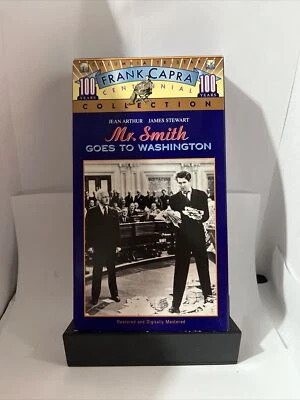 FRANK CAPRA
100 100
YEARS YEARS
CENTENNIAL
COLLECTION
JEAN ARTHUR JAMES STEWART
Mr. Smith
GOES TO WASHINGTON
Restored and Digitally Mastered